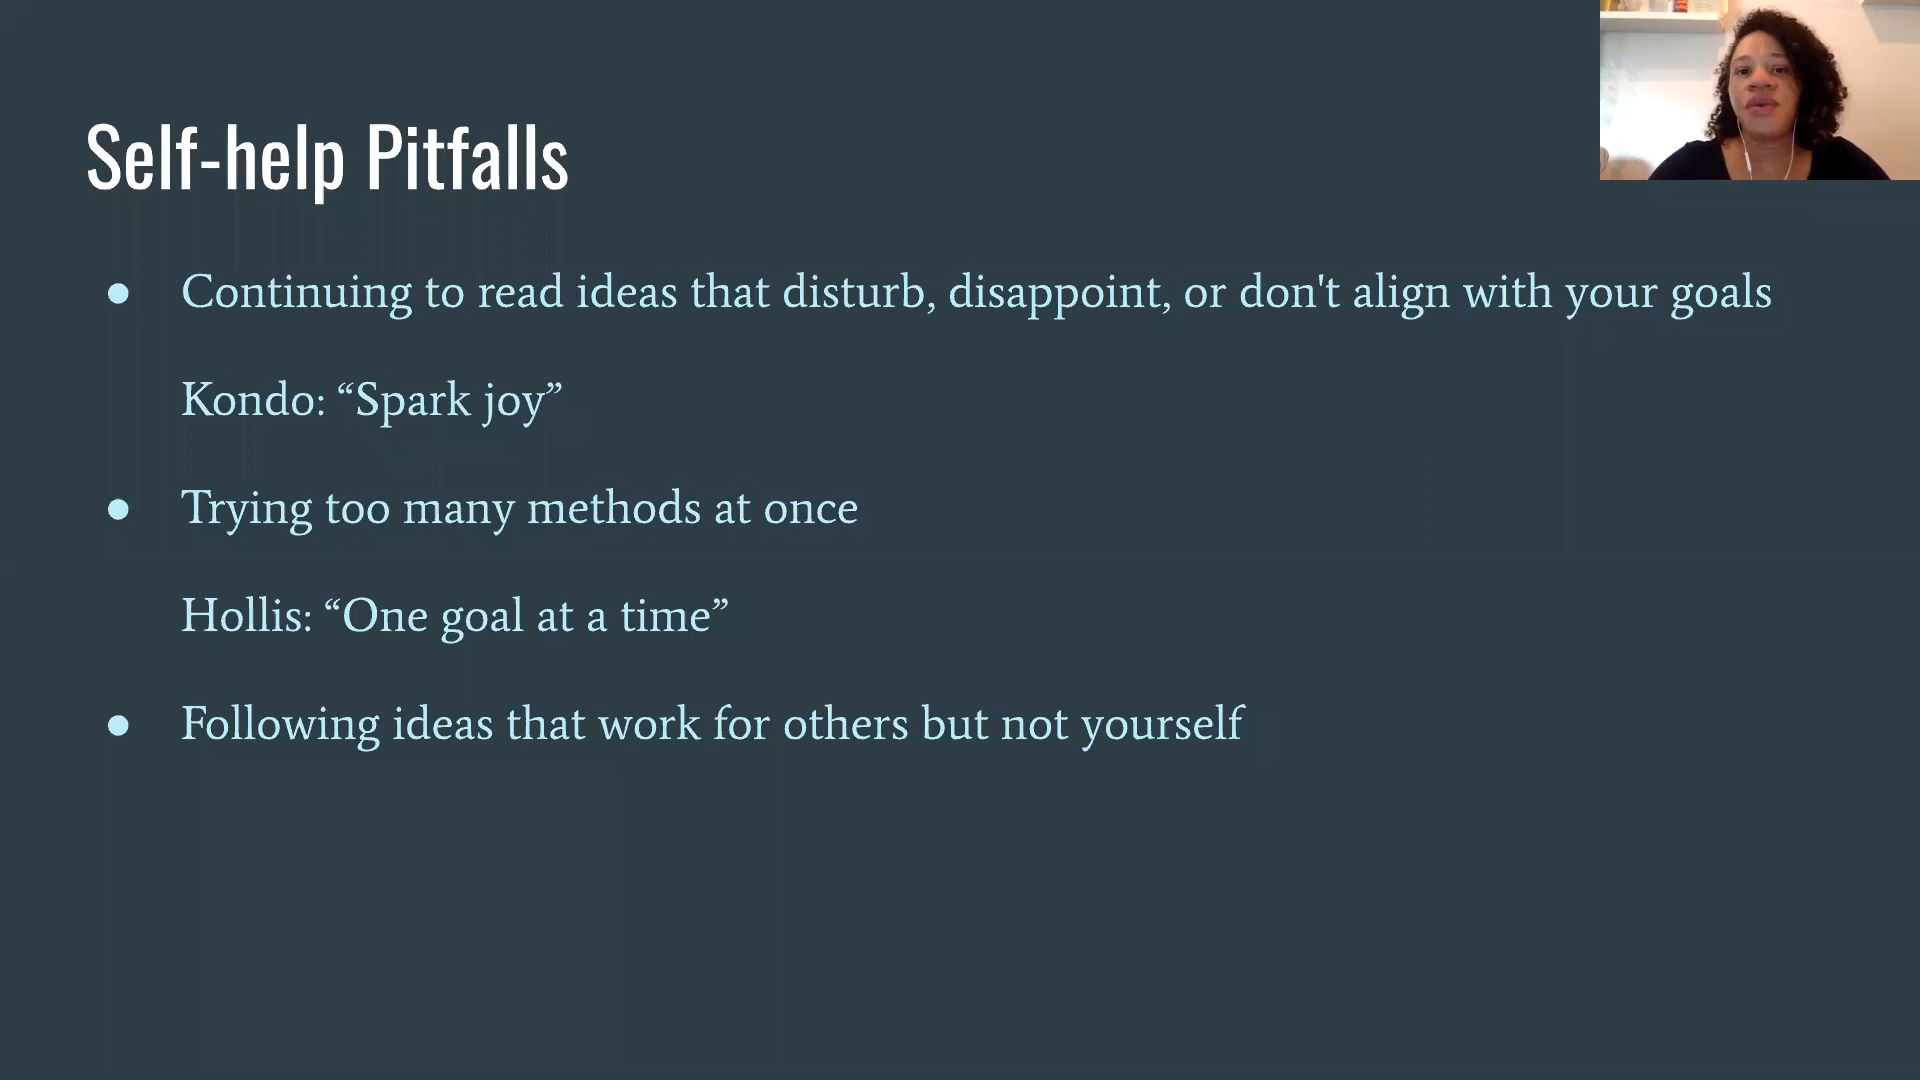 Self-help Pitfalls
● Continuing to read ideas that disturb, disappoint, or don't align with your goals
Kondo: “Spark joy”
● Trying too many methods at once
Hollis: “One goal at a time”
● Following ideas that work for others but not yourself